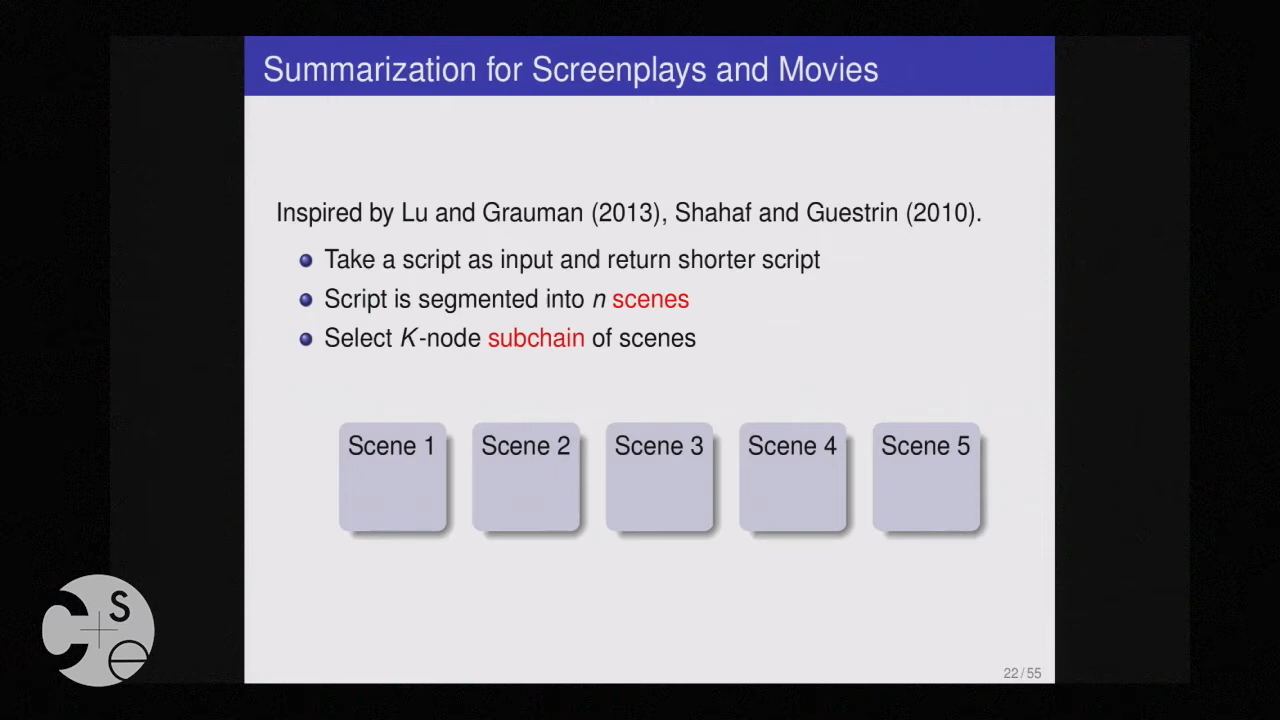 Summarization for Screenplays and Movies
Inspired by Lu and Grauman (2013), Shahaf and Guestrin (2010).
Take a script as input and return shorter script
Script is segmented into n scenes
Select K-node subchain of scenes
Scene 1 Scene 2 Scene 3 Scene 4 Scene 5
c s e
22/55